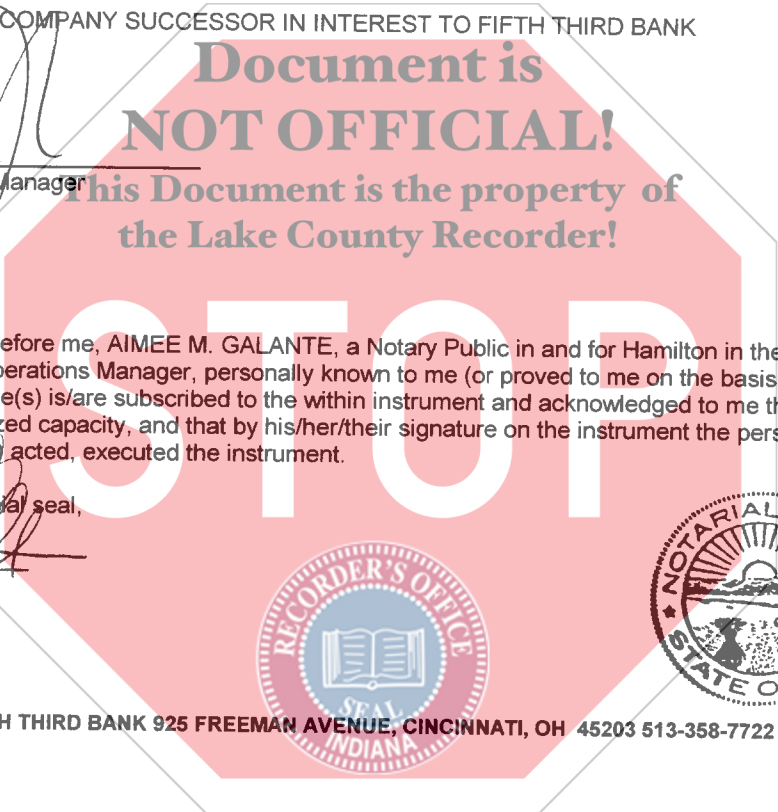 COMPANY SUCCESSOR IN INTEREST TO FIFTH THIRD BANK
Document is
NOT OFFICIAL!
Manager
This Document is the property of
the Lake County Recorder!
STOP
efore me, AIMEE M. GALANTE, a Notary Public in and for Hamilton in the
erations Manager, personally known to me (or proved to me on the basis
e(s) is/are subscribed to the within instrument and acknowledged to me th
zed capacity, and that by his/her/their signature on the instrument the pers
acted, executed the instrument.
seal,
NOTARIAL
STATE O
RECORDER'S OFFICE
SEAL
INDIANA
H THIRD BANK 925 FREEMAN AVENUE, CINCINNATI, OH 45203 513-358-7722